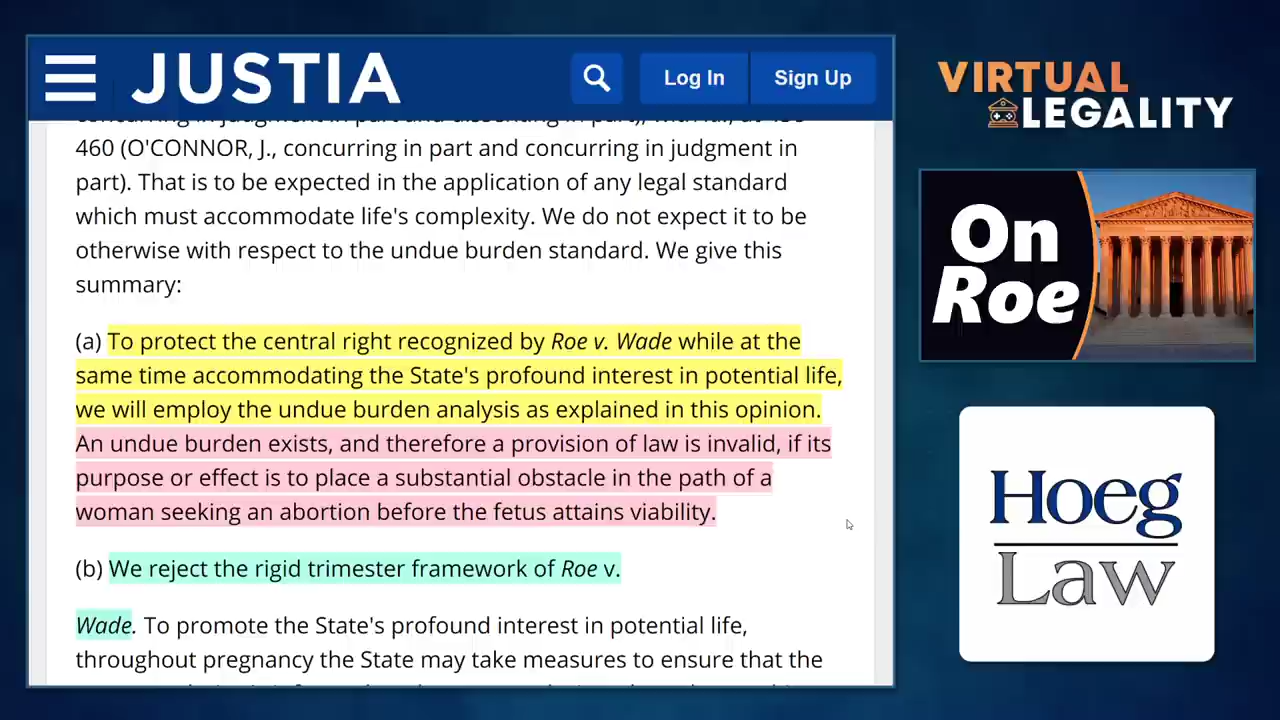 JUSTIA
Log In
Sign Up
460 (O'CONNOR, J., concurring in part and concurring in judgment in
part). That is to be expected in the application of any legal standard
which must accommodate life's complexity. We do not expect it to be
otherwise with respect to the undue burden standard. We give this
summary:
(a) To protect the central right recognized by Roe v. Wade while at the
same time accommodating the State's profound interest in potential life,
we will employ the undue burden analysis as explained in this opinion.
An undue burden exists, and therefore a provision of law is invalid, if its
purpose or effect is to place a substantial obstacle in the path of a
woman seeking an abortion before the fetus attains viability.
(b) We reject the rigid trimester framework of Roe v.
Wade. To promote the State's profound interest in potential life,
throughout pregnancy the State may take measures to ensure that the
VIRTUAL
LEGALITY
On
Roe
Hoeg
Law